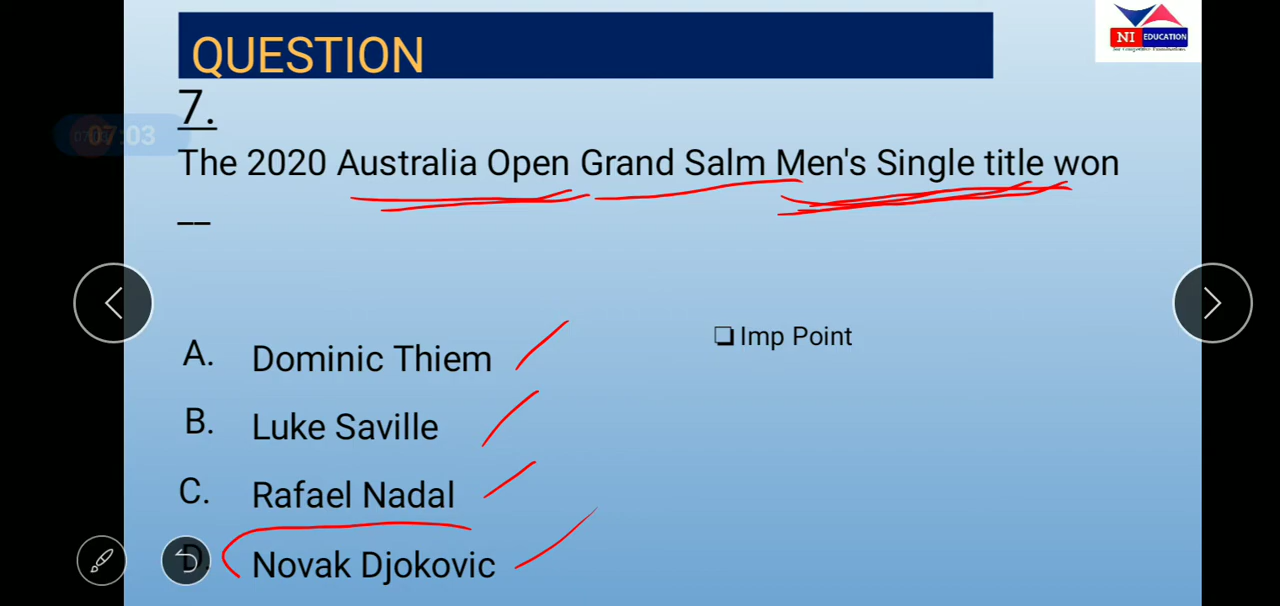 QUESTION
NI EDUCATION
7.
07:03
The 2020 Australia Open Grand Salm Men's Single title won
__
❑ Imp Point
A. Dominic Thiem
B. Luke Saville
C. Rafael Nadal
D. Novak Djokovic